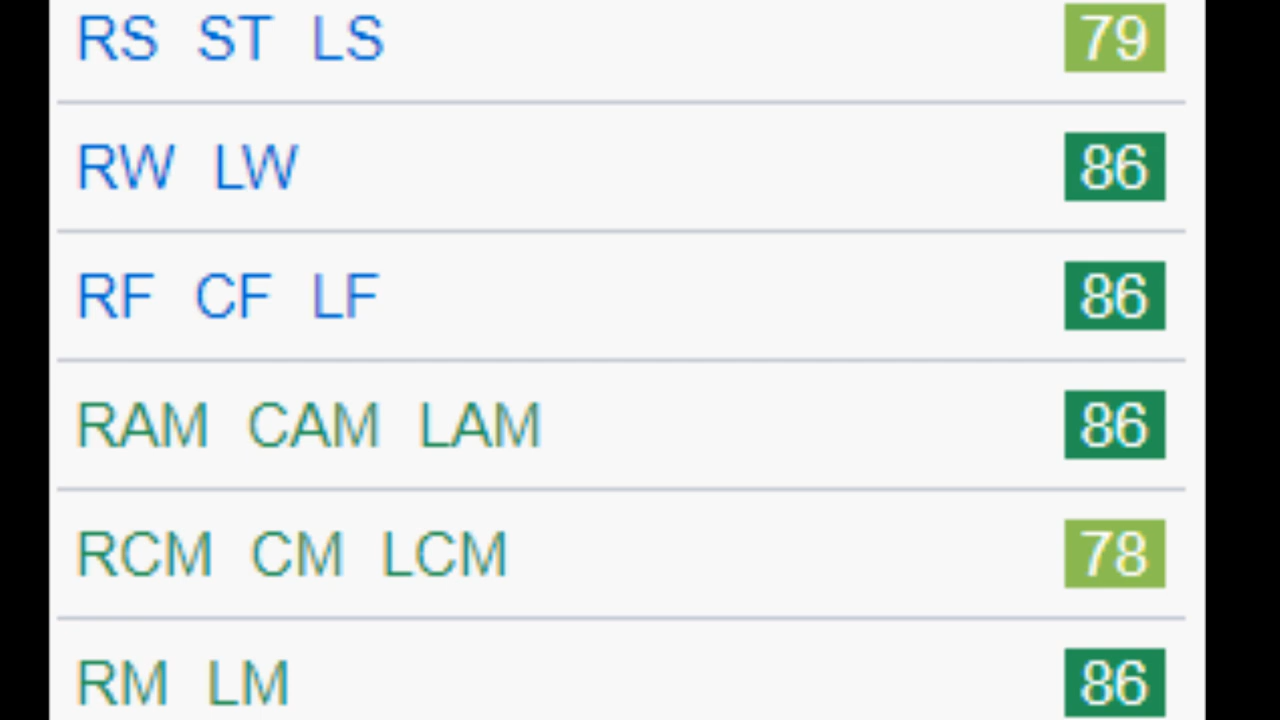 RS ST LS 79
RW LW 86
RF CF LF 86
RAM CAM LAM 86
RCM CM LCM 78
RM LM 86